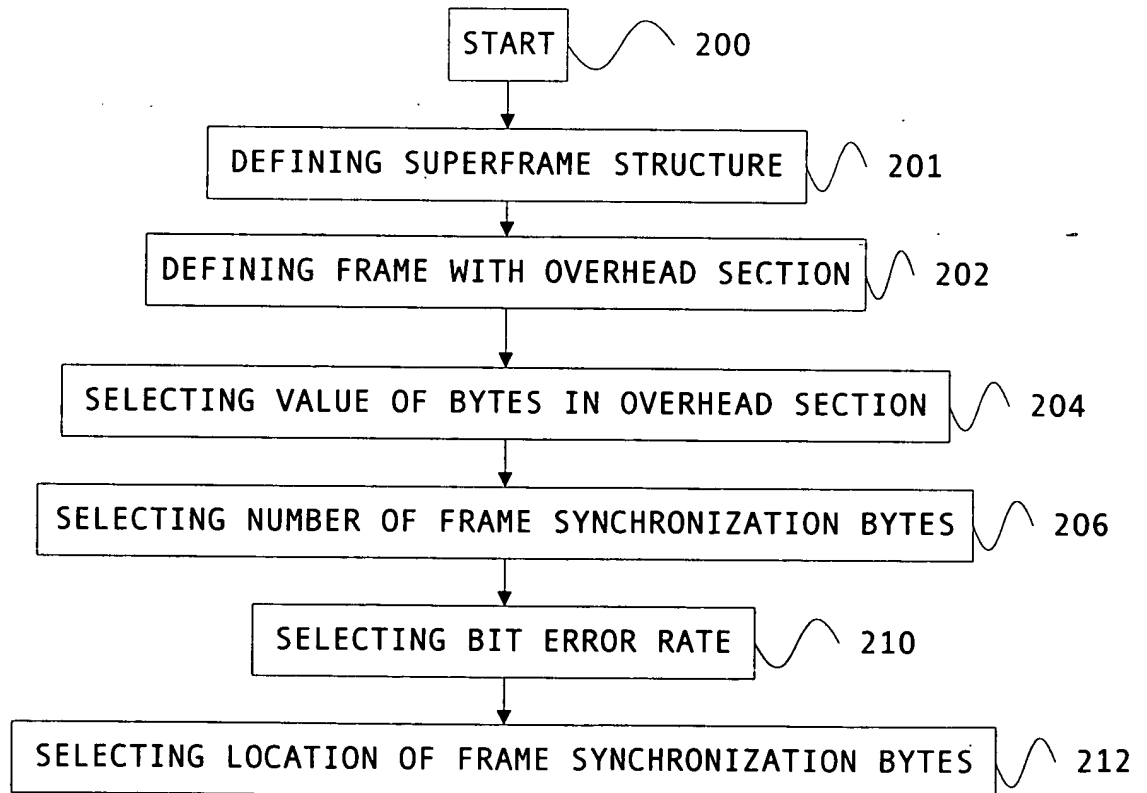 START 200
DEFINING SUPERFRAME STRUCTURE 201
DEFINING FRAME WITH OVERHEAD SECTION 202
SELECTING VALUE OF BYTES IN OVERHEAD SECTION 204
SELECTING NUMBER OF FRAME SYNCHRONIZATION BYTES 206
SELECTING BIT ERROR RATE 210
SELECTING LOCATION OF FRAME SYNCHRONIZATION BYTES 212